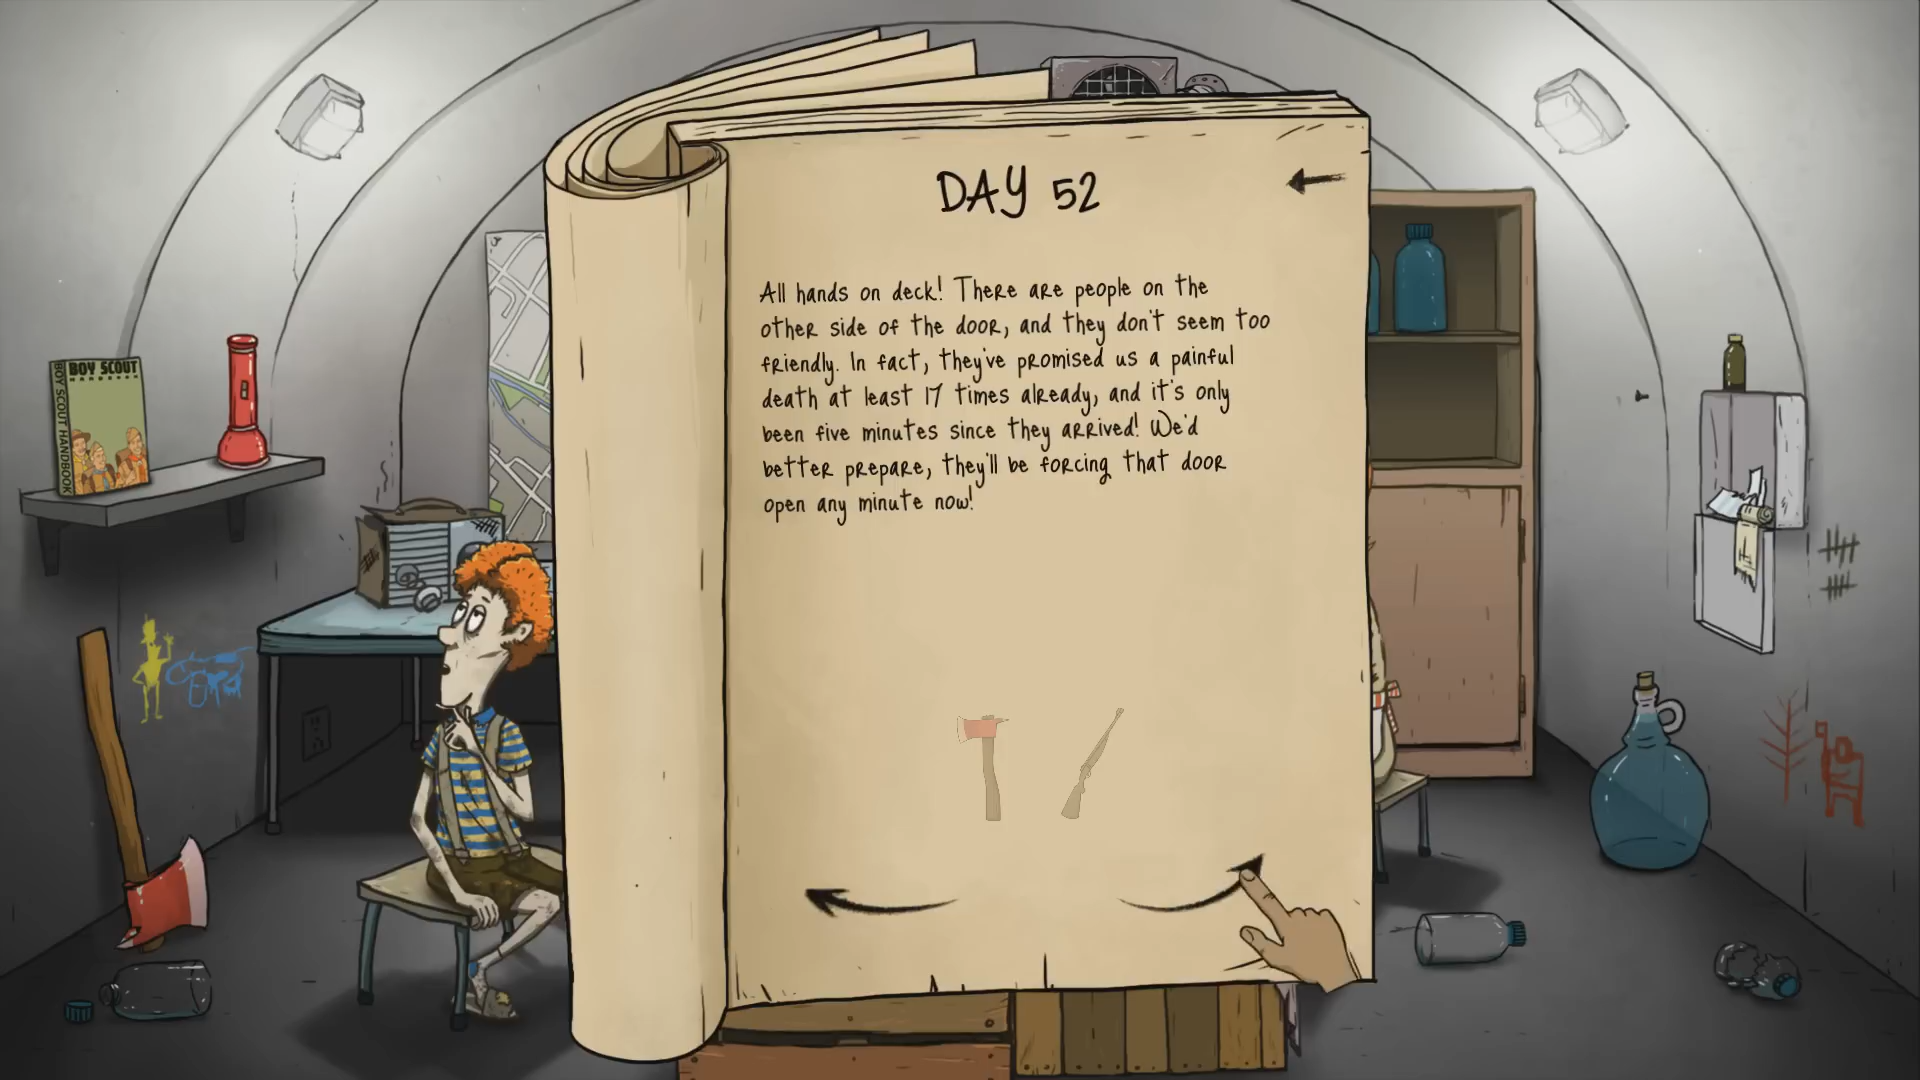 DAY 52
All hands on deck! There are people on the
other side of the door, and they don't seem too
friendly. In fact, they've promised us a painful
death at least 17 times already, and it's only
been five minutes since they arrived! We'd
better prepare, they'll be forcing that door
open any minute now!
BOY SCOUT
HANDBOOK
BOY SCOUT HANDBOOK